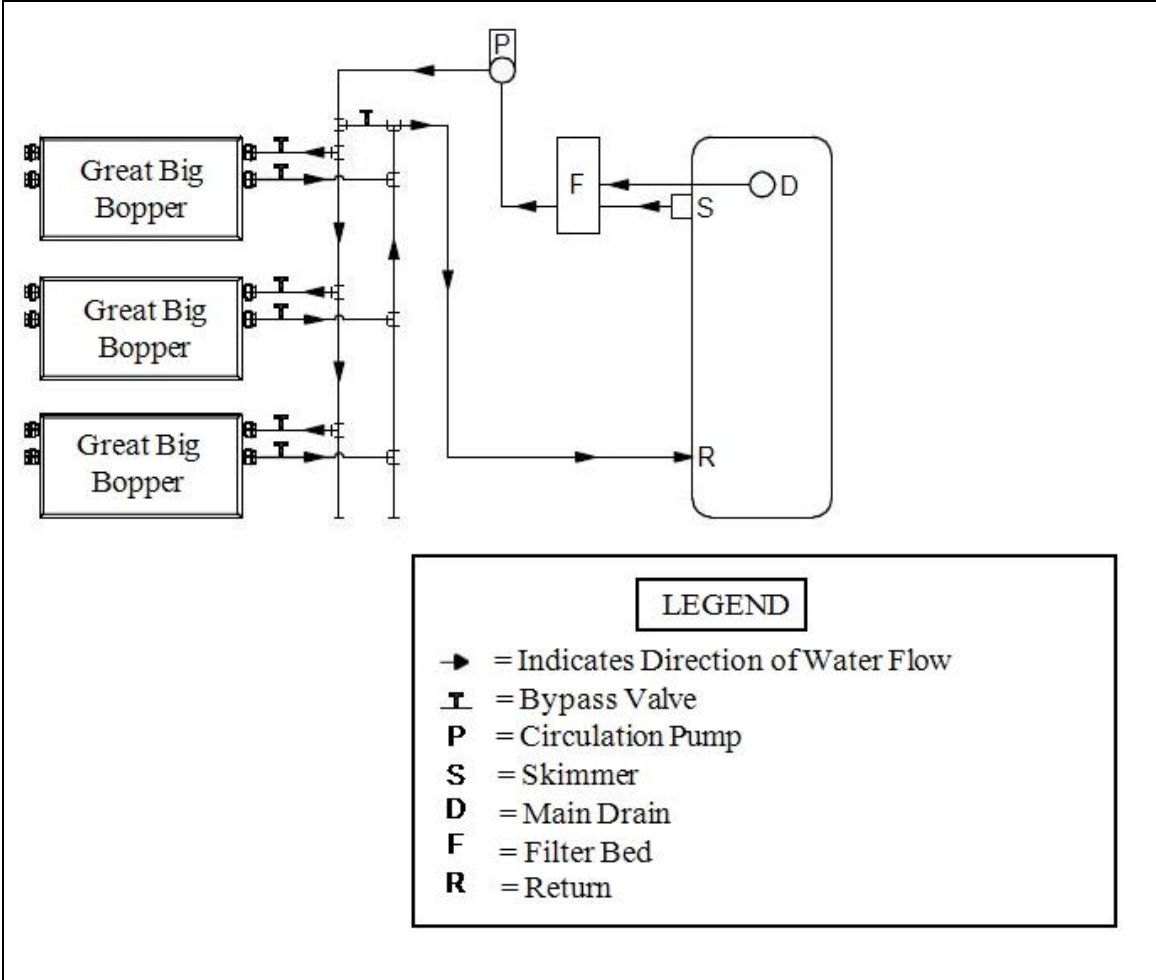 P
Great Big
Bopper
F
D
S
Great Big
Bopper
Great Big
Bopper
R
LEGEND
= Indicates Direction of Water Flow
T = Bypass Valve
P = Circulation Pump
S = Skimmer
D = Main Drain
F = Filter Bed
R = Return